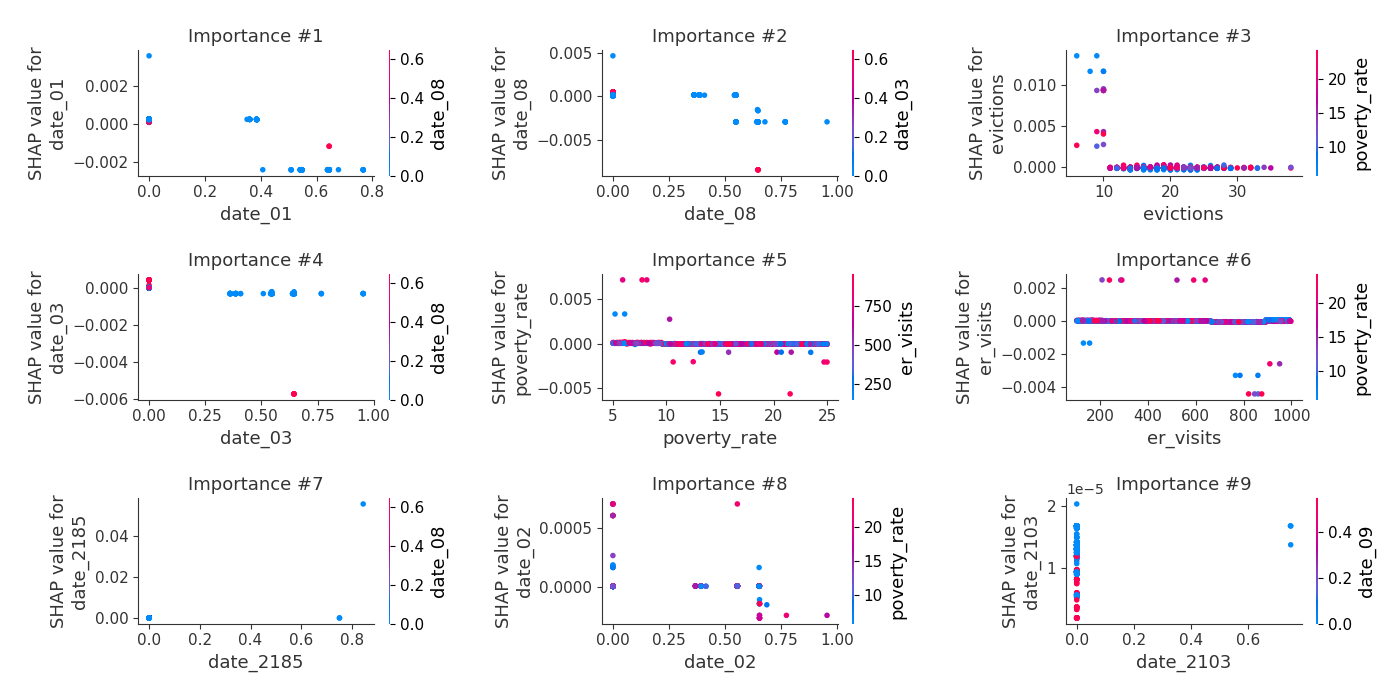 Importance #1
SHAP value for
date_01
0.002
0.000
−0.002
0.0
0.2
0.4
0.6
0.8
date_01
0.6
0.4
0.2
0.0
date_08
Importance #2
SHAP value for
date_08
0.005
0.000
−0.005
0.00
0.25
0.50
0.75
1.00
date_08
0.6
0.4
0.2
0.0
date_03
Importance #3
SHAP value for
evictions
0.010
0.005
0.000
10
20
30
evictions
20
15
10
poverty_rate
Importance #4
SHAP value for
date_03
0.000
−0.002
−0.004
−0.006
0.00
0.25
0.50
0.75
1.00
date_03
0.6
0.4
0.2
0.0
date_08
Importance #5
SHAP value for
poverty_rate
0.005
0.000
−0.005
5
10
15
20
25
poverty_rate
750
500
250
er_visits
Importance #6
SHAP value for
er_visits
0.002
0.000
−0.002
−0.004
200
400
600
800
1000
er_visits
20
15
10
poverty_rate
Importance #7
SHAP value for
date_2185
0.04
0.02
0.00
0.0
0.2
0.4
0.6
0.8
date_2185
0.6
0.4
0.2
0.0
date_08
Importance #8
SHAP value for
date_02
0.0005
0.0000
0.00
0.25
0.50
0.75
1.00
date_02
20
15
10
poverty_rate
Importance #9
1e−5
SHAP value for
date_2103
2
1
0.0
0.2
0.4
0.6
date_2103
0.4
0.2
0.0
date_09